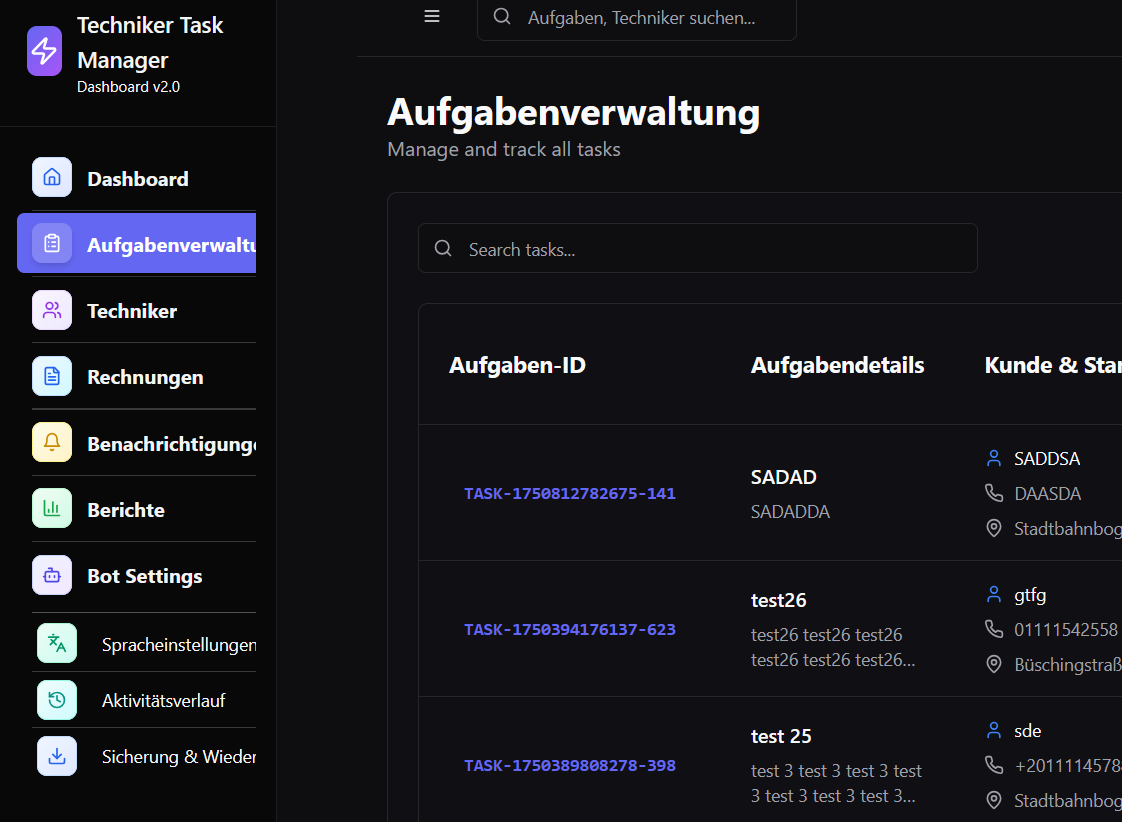 Techniker Task
Manager
Dashboard v2.0
Dashboard
Aufgabenverwaltu
Techniker
Rechnungen
Benachrichtigunge
Berichte
Bot Settings
Spracheinstellungen
Aktivitätsverlauf
Sicherung & Wieder
Aufgaben, Techniker suchen...
Aufgabenverwaltung
Manage and track all tasks
Search tasks...
Aufgaben-ID Aufgabendetails Kunde & Stan
TASK-1750812782675-141
SADAD
SADADDA
SADDSA
DAASDA
Stadtbahnbog
TASK-1750394176137-623
test26
test26 test26 test26
test26 test26 test26...
gtfg
01111542558
Büschingstraß
TASK-1750389808278-398
test 25
test 3 test 3 test 3 test
3 test 3 test 3 test 3...
sde
+2011114578
Stadtbahnbog